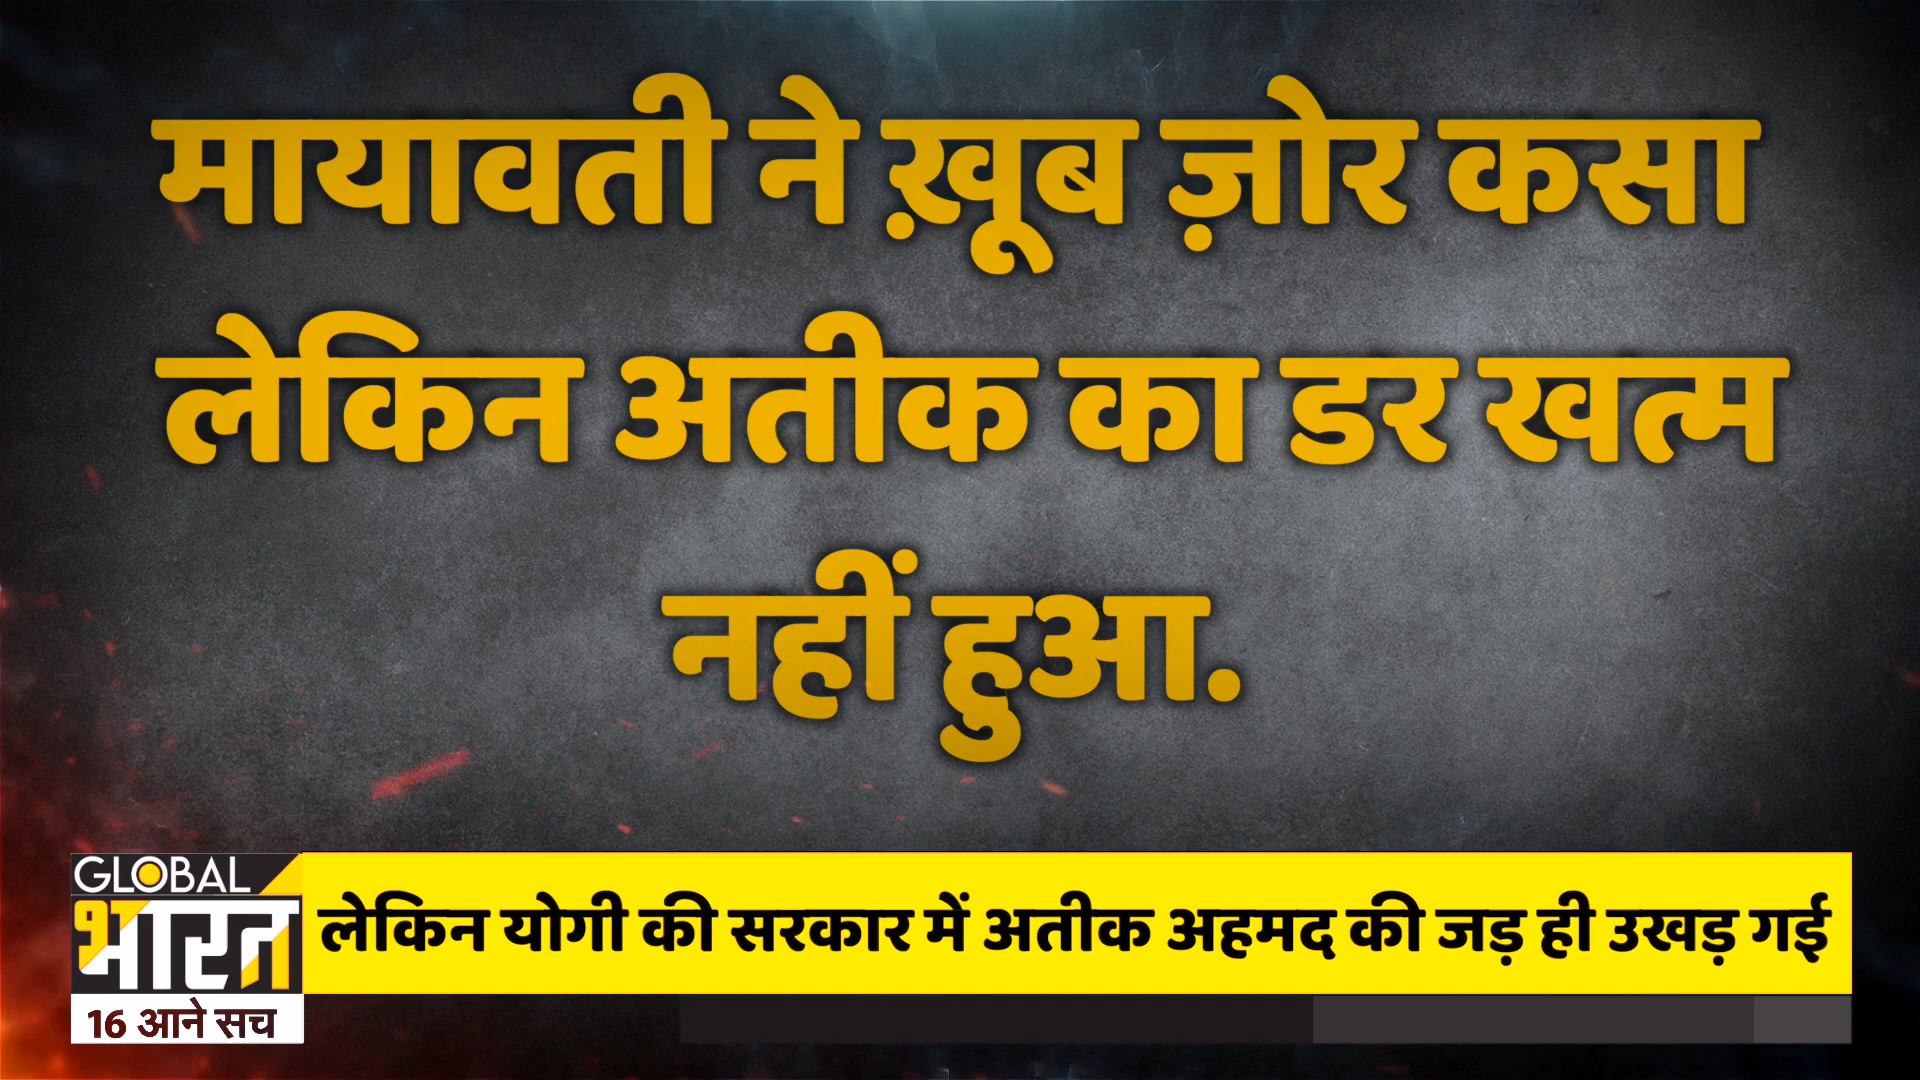 मायावती ने ख़ूब ज़ोर कसा
लेकिन अतीक का डर खत्म
नहीं हुआ.
GLOBAL
भारत
16 आने सच
लेकिन योगी की सरकार में अतीक अहमद की जड़ ही उखड़ गई